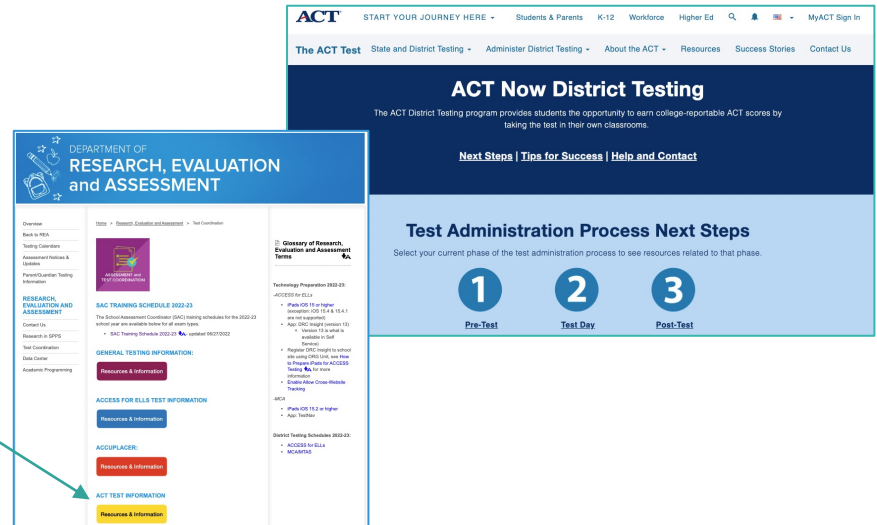 ACT
START YOUR JOURNEY HERE
Students & Parents
K-12
Workforce
Higher Ed
MyACT Sign In
The ACT Test
State and District Testing
Administer District Testing
About the ACT
Resources
Success Stories
Contact Us
ACT Now District Testing
The ACT District Testing program provides students the opportunity to earn college-reportable ACT scores by
taking the test in their own classrooms.
Next Steps | Tips for Success | Help and Contact
Test Administration Process Next Steps
Select your current phase of the test administration process to see resources related to that phase.
1
2
3
Pre-Test
Test Day
Post-Test
DEPARTMENT OF
RESEARCH, EVALUATION
and ASSESSMENT
Overview
Back to REA
Testing Calendars
Assessment Notices &
Updates
Parent/Guardian Testing
Information
RESEARCH,
EVALUATION AND
ASSESSMENT
Contact Us
Research in SPPS
Test Coordination
Data Center
Academic Programming
Home > Research, Evaluation and Assessment > Test Coordination
ASSESSMENT and
TEST COORDINATION
SAC TRAINING SCHEDULE 2022-23
The School Assessment Coordinator (SAC) training schedules for the 2022-23
school year are available below for all exam types.
• SAC Training Schedule 2022-23 - updated 06/27/2022
GENERAL TESTING INFORMATION:
Resources & Information
ACCESS FOR ELLS TEST INFORMATION
Resources & Information
ACCUPLACER:
Resources & Information
ACT TEST INFORMATION
Resources & Information
Glossary of Research,
Evaluation and Assessment
Terms
Technology Preparation 2022-23:
-ACCESS for ELLs
• iPads iOS 15 or higher
(exception: iOS 15.4 & 15.4.1
are not supported)
• App: DRC Insight (version 13)
• Version 13 is what is
available in Self
Service)
• Register DRC Insight to school
site using ORG Unit, see How
to Prepare iPads for ACCESS
Testing for more
information
• Enable Allow Cross-Website
Tracking
-MCA
• iPads iOS 15.2 or higher
• App: TestNav
District Testing Schedules 2022-23:
• ACCESS for ELLs
• MCA/MTAS